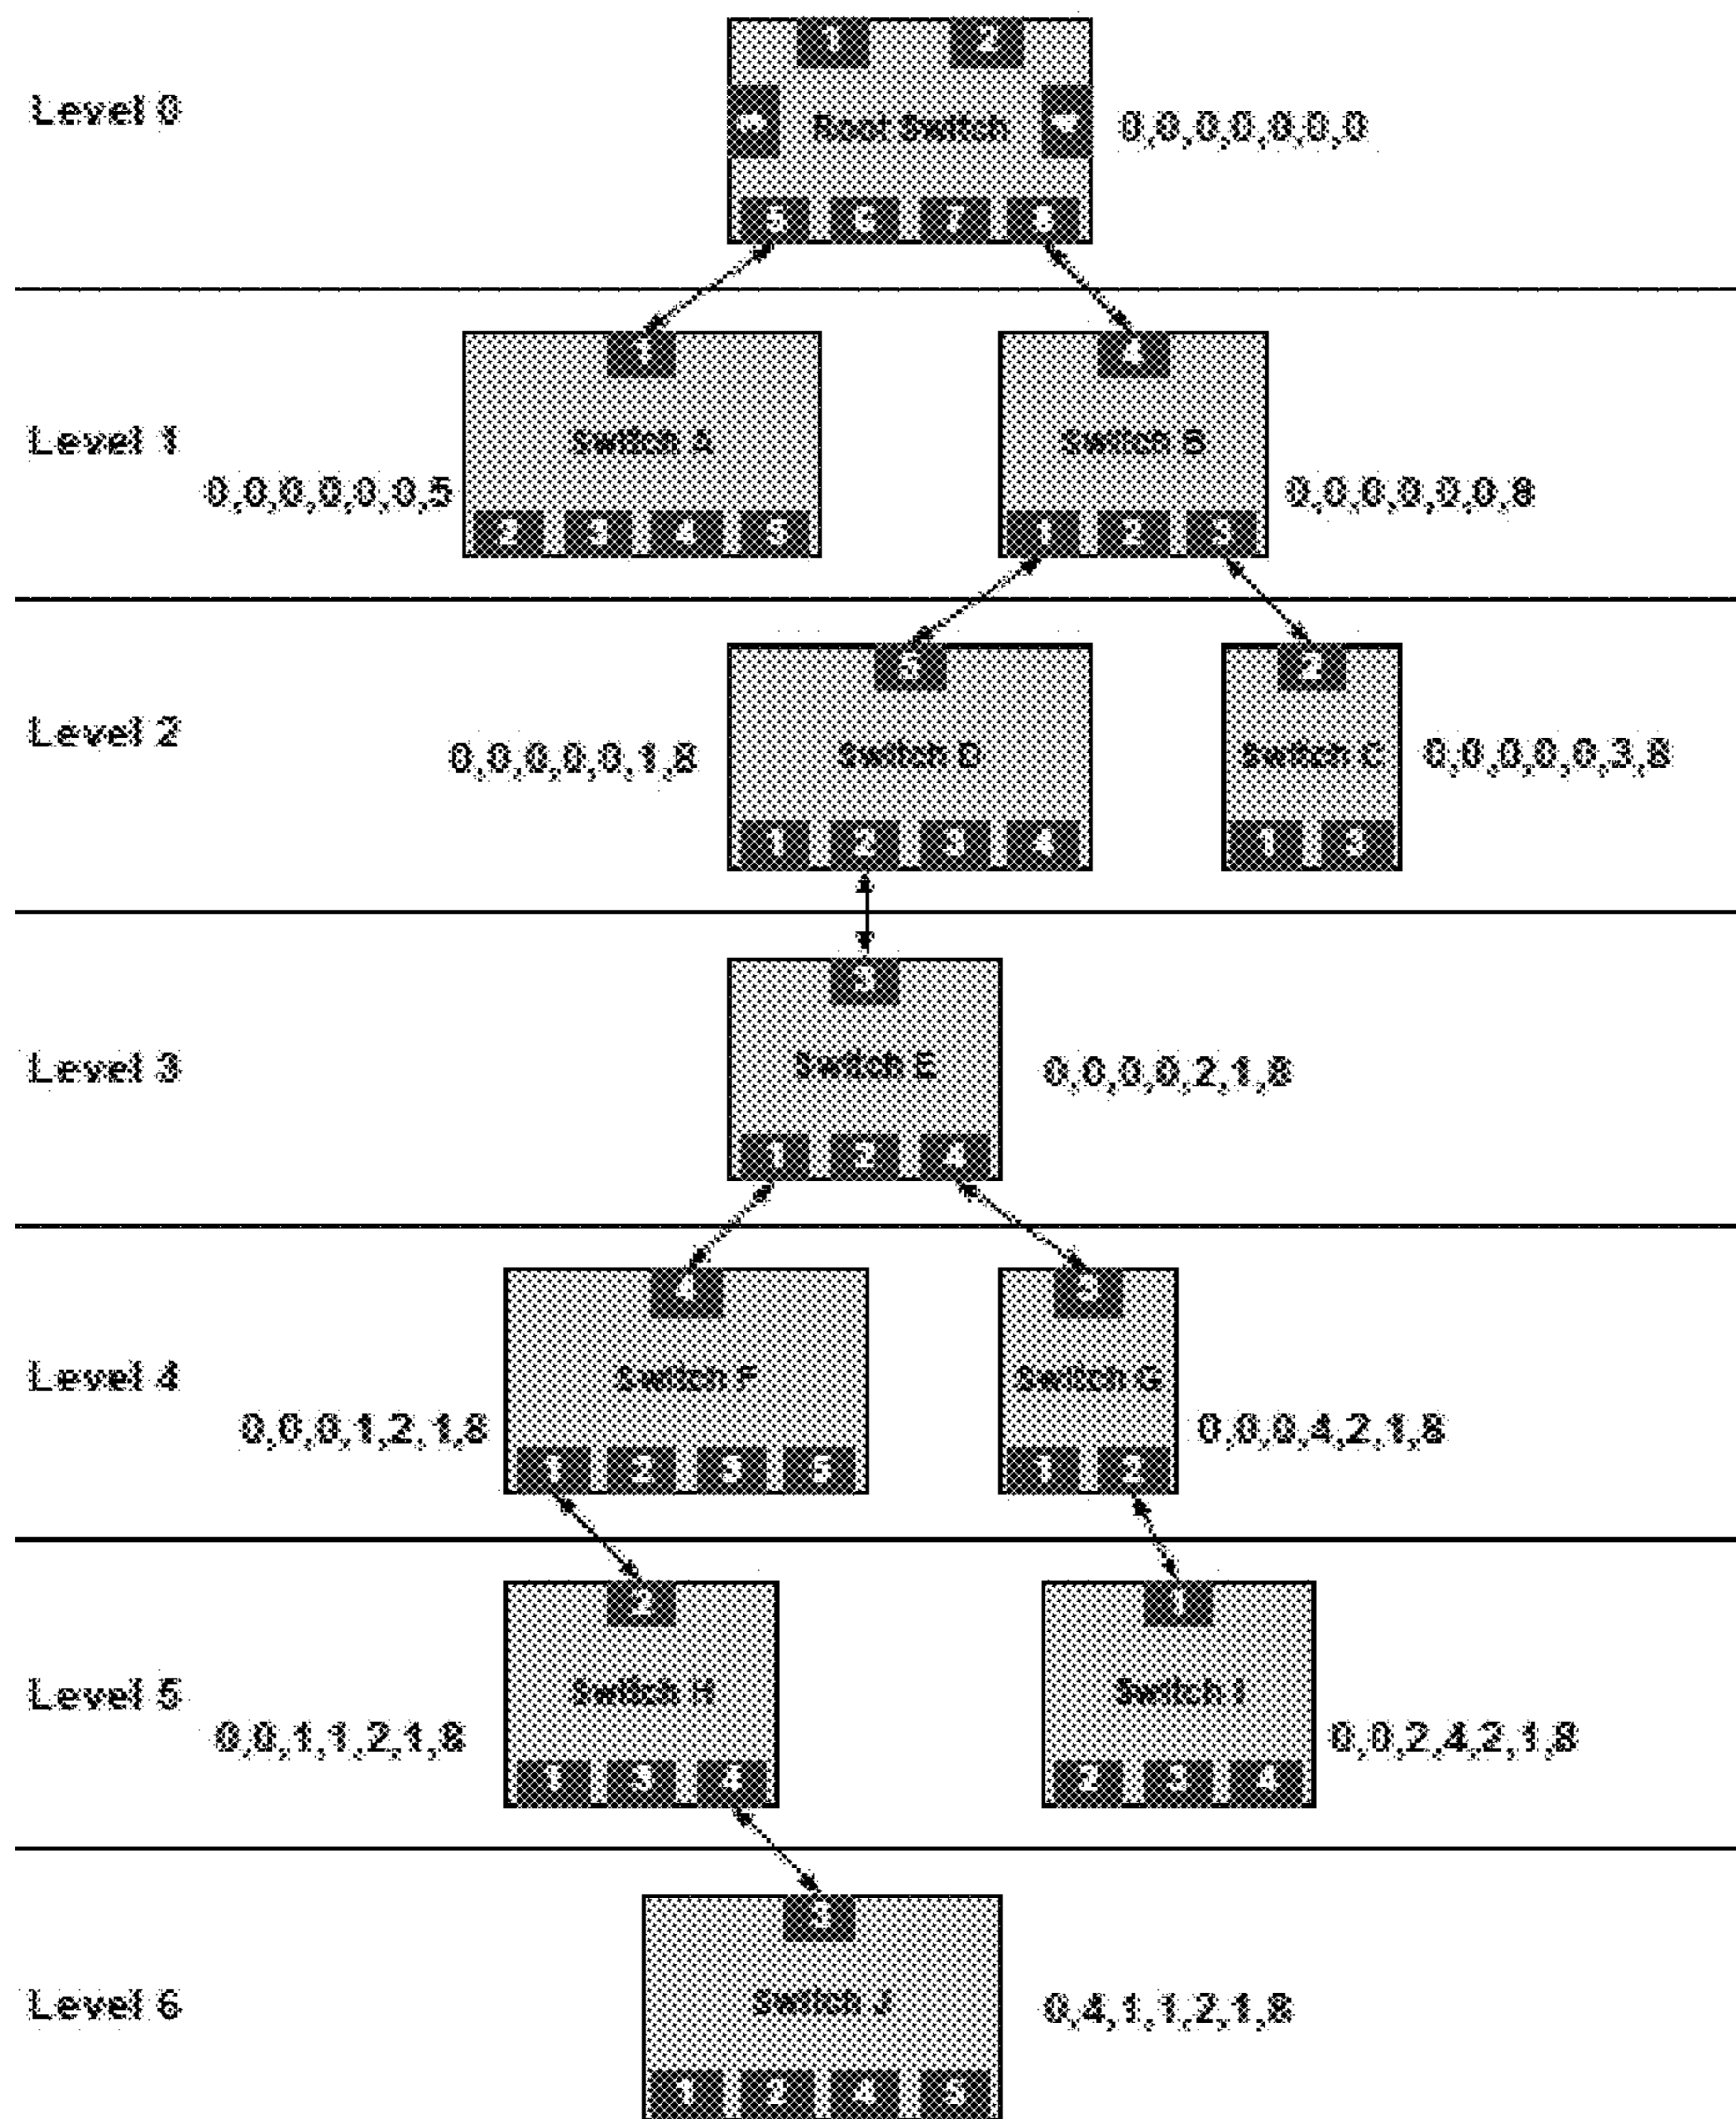 1 2
Level 0
3 Root Switch 4
0,0,0,0,0,0,0
5 6 7 8
1
4
Level 1
Switch A
Switch B
0,0,0,0,0,0,5
0,0,0,0,0,0,8
2 3 4 5
1 2 3
5
2
Level 2
0,0,0,0,0,1,8
Switch D
Switch C
0,0,0,0,0,3,8
1 2 3 4
1 3
3
Level 3
Switch E
0,0,0,0,2,1,8
1 2 4
4
3
Level 4
Switch F
Switch G
0,0,0,1,2,1,8
0,0,0,4,2,1,8
1 2 3 5
1 2
2
1
Level 5
Switch H
Switch I
0,0,1,1,2,1,8
0,0,2,4,2,1,8
1 3 4
2 3 4
3
Level 6
Switch J
0,4,1,1,2,1,8
1 2 4 5